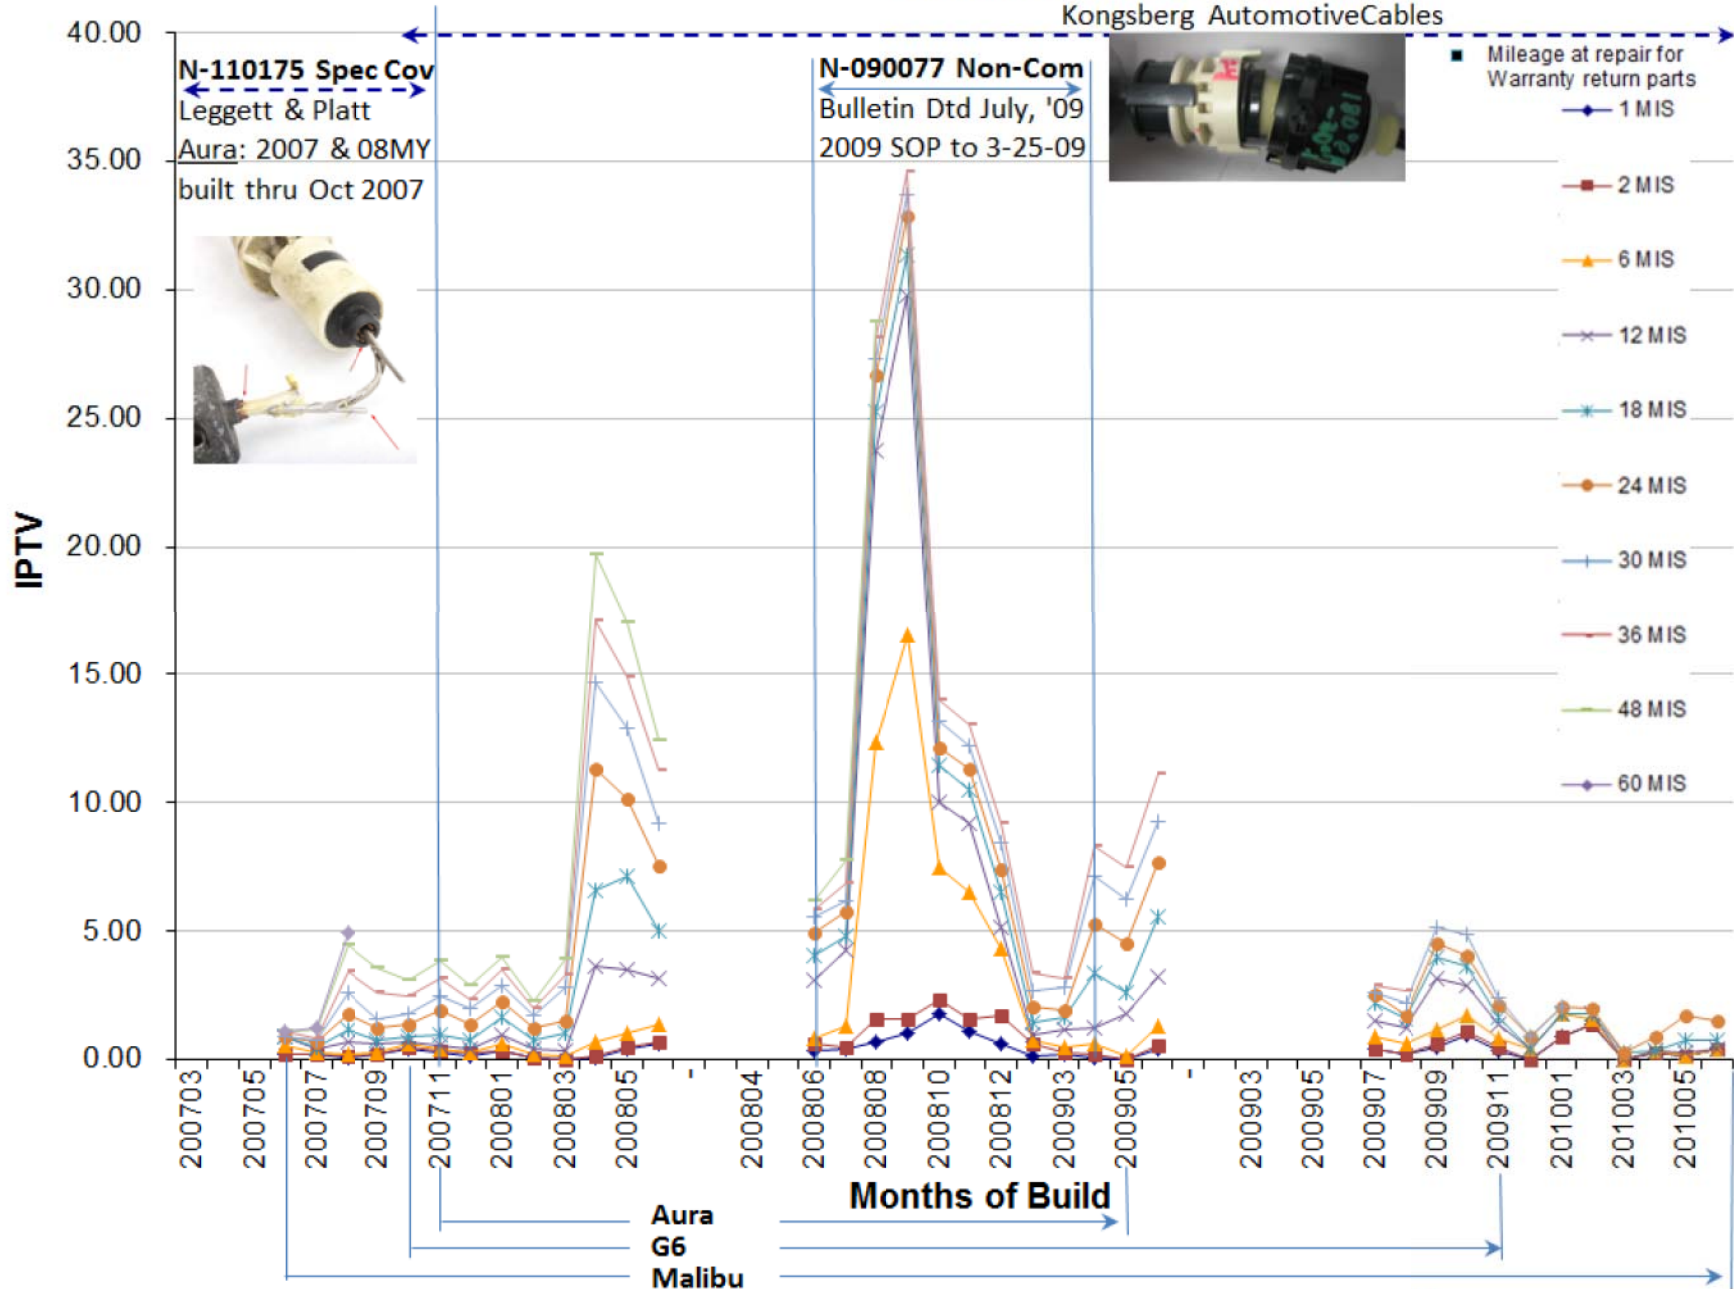 Kongsberg AutomotiveCables
N-110175 Spec Cov
Leggett & Platt
Aura: 2007 & 08MY
built thru Oct 2007
N-090077 Non-Com
Bulletin Dtd July, '09
2009 SOP to 3-25-09
Mileage at repair for
Warranty return parts
1 MIS
2 MIS
6 MIS
12 MIS
18 MIS
24 MIS
30 MIS
36 MIS
48 MIS
60 MIS
IPTV
40.00
35.00
30.00
25.00
20.00
15.00
10.00
5.00
0.00
200703
200705
200707
200709
200711
200801
200803
200805
-
200804
200806
200808
200810
200812
200903
200905
-
200903
200905
200907
200909
200911
201001
201003
201005
Months of Build
Aura
G6
Malibu